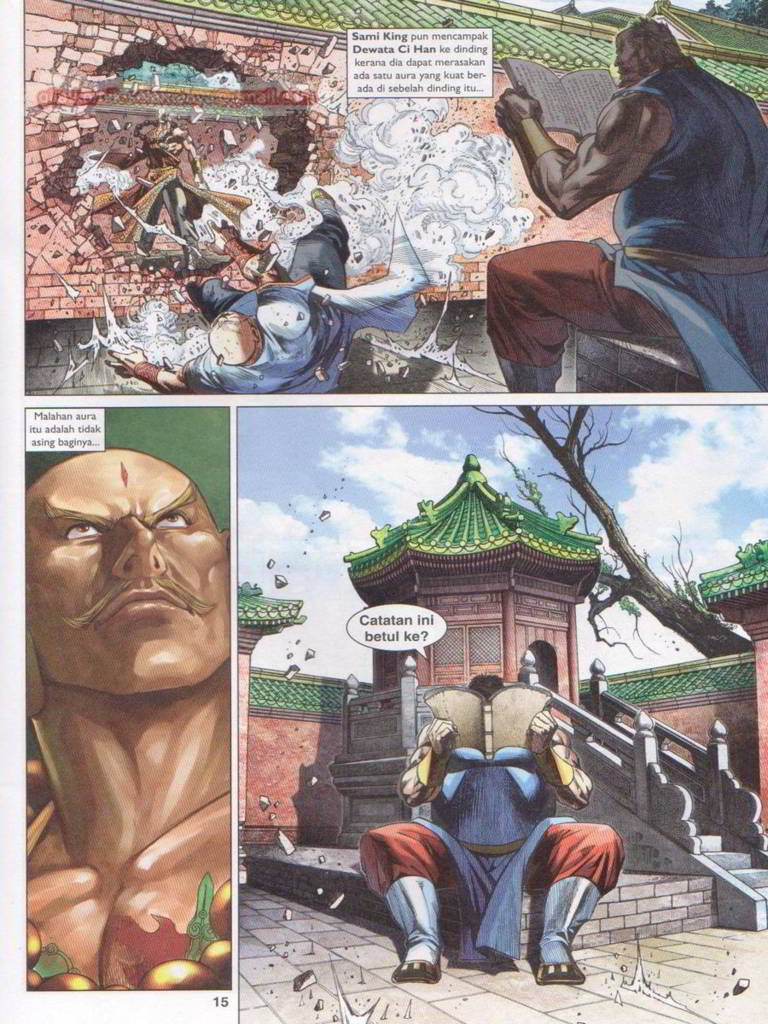 Sami King pun mencampak
Dewata Ci Han ke dinding
kerana dia dapat merasakan
ada satu aura yang kuat ber-
ada di sebelah dinding itu...
Malahan aura
itu adalah tidak
asing baginya...
Catatan ini
betul ke?
15